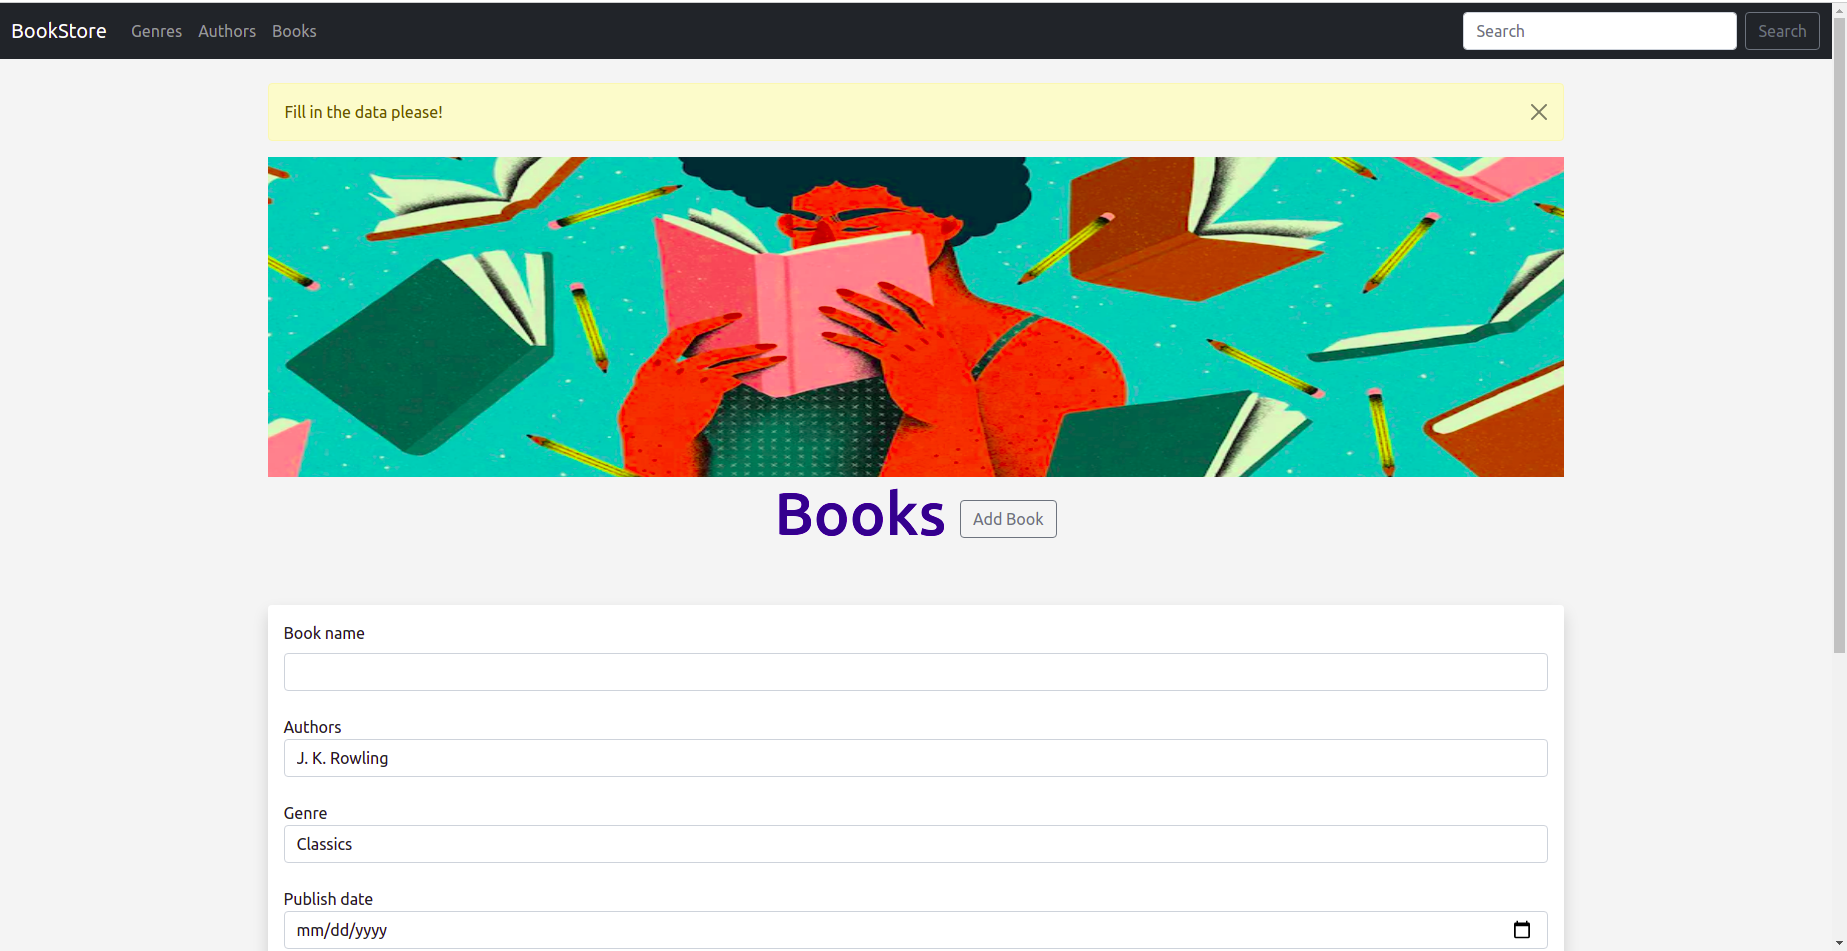 BookStore Genres Authors Books Search Search
Fill in the data please!
Books Add Book
Book name
Authors
J. K. Rowling
Genre
Classics
Publish date
mm/dd/yyyy